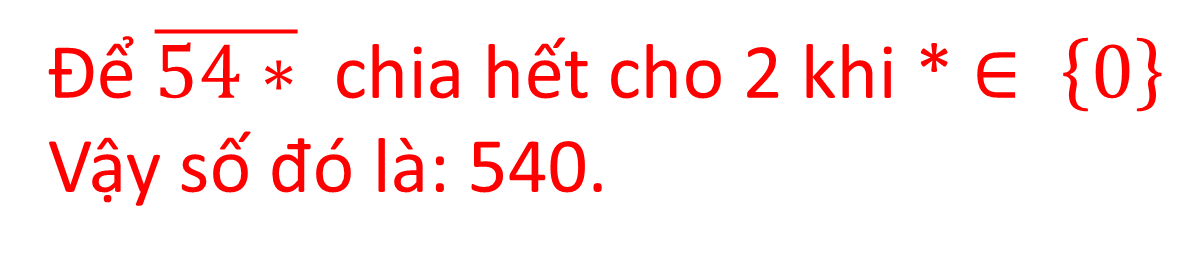 Để $\overline{54*}$ chia hết cho 2 khi * ∈ {0}
Vậy số đó là: 540.